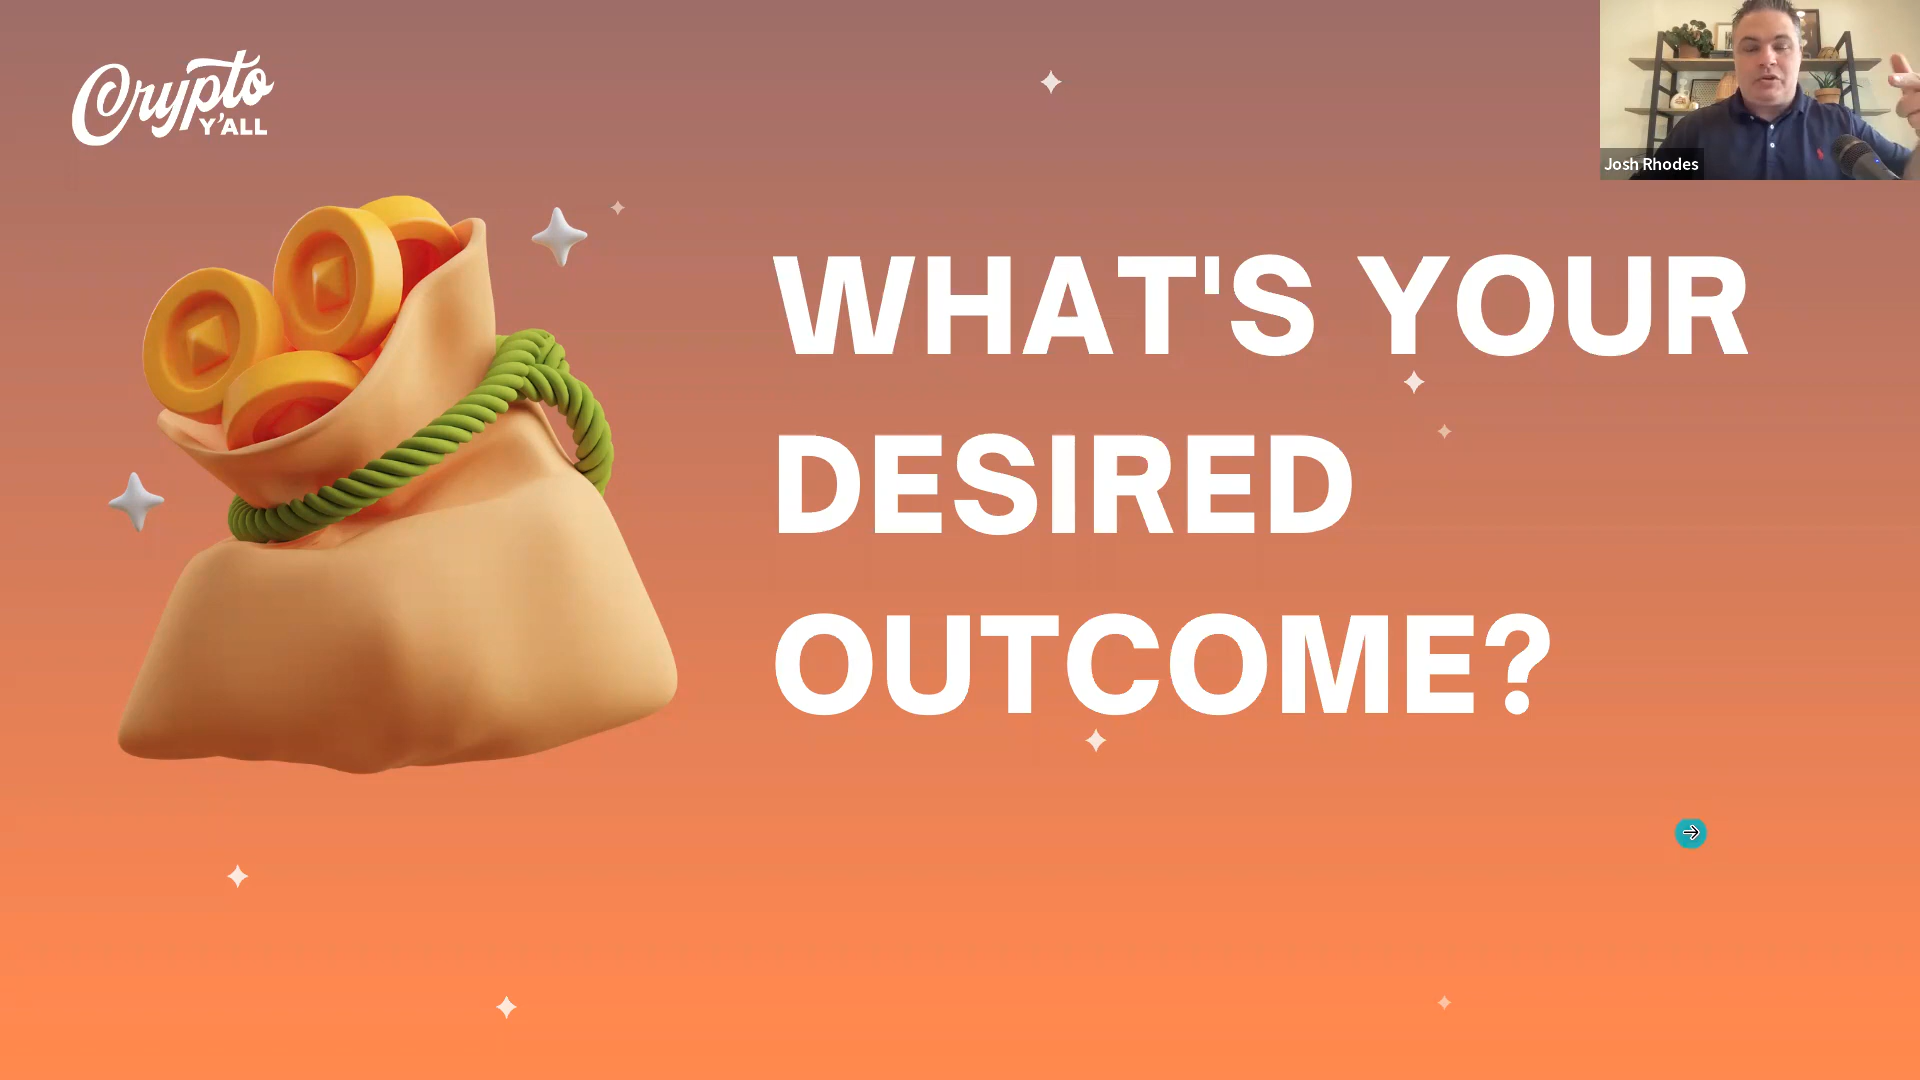 Crypto
Y'ALL
Josh Rhodes
WHAT'S YOUR
DESIRED
OUTCOME?